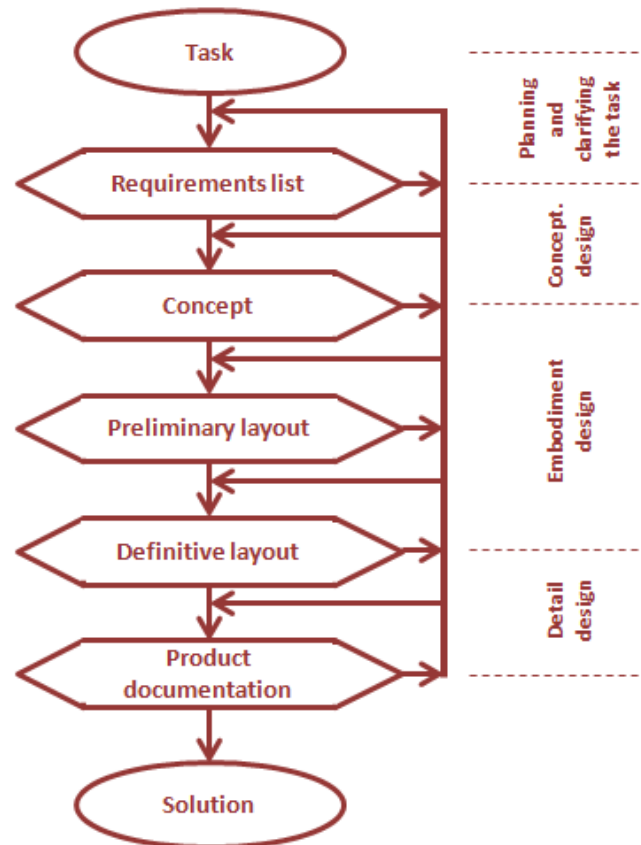 Task
Planning
and
clarifying
the task
Requirements list
Concept.
design
Concept
Embodiment
design
Preliminary layout
Definitive layout
Detail
design
Product
documentation
Solution